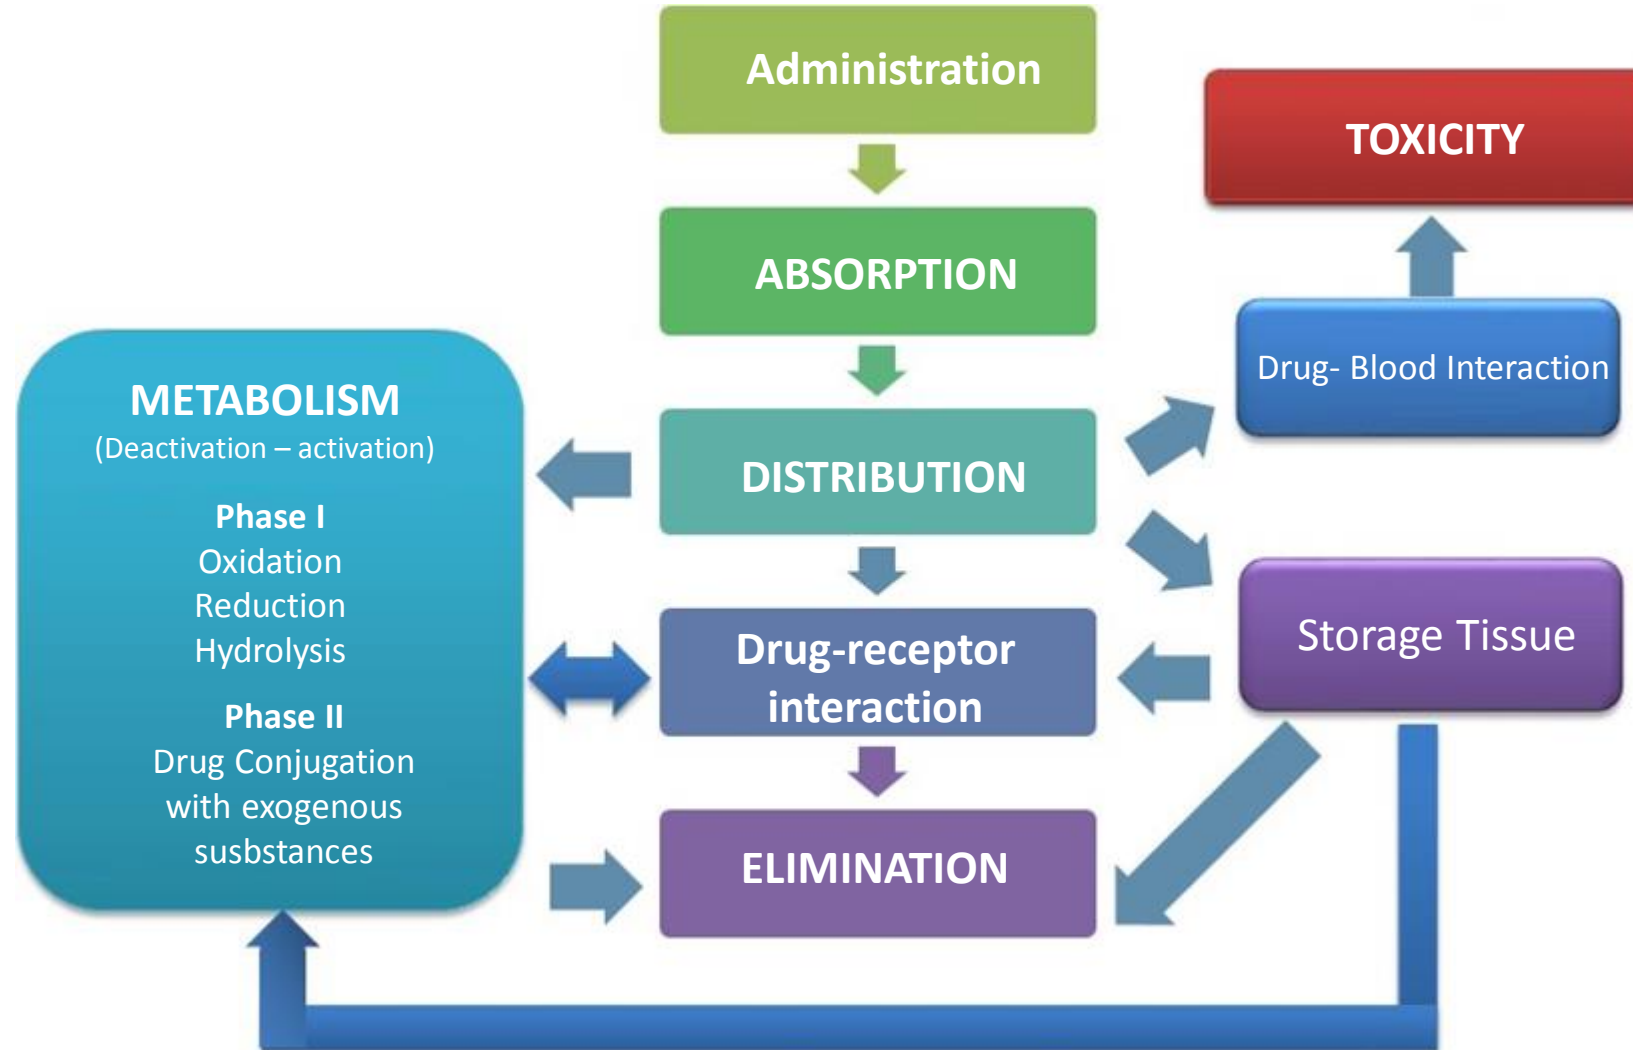 Administration
TOXICITY
ABSORPTION
Drug- Blood Interaction
METABOLISM
(Deactivation – activation)
Phase I
Oxidation
Reduction
Hydrolysis
Phase II
Drug Conjugation
with exogenous
susbstances
DISTRIBUTION
Storage Tissue
Drug-receptor
interaction
ELIMINATION